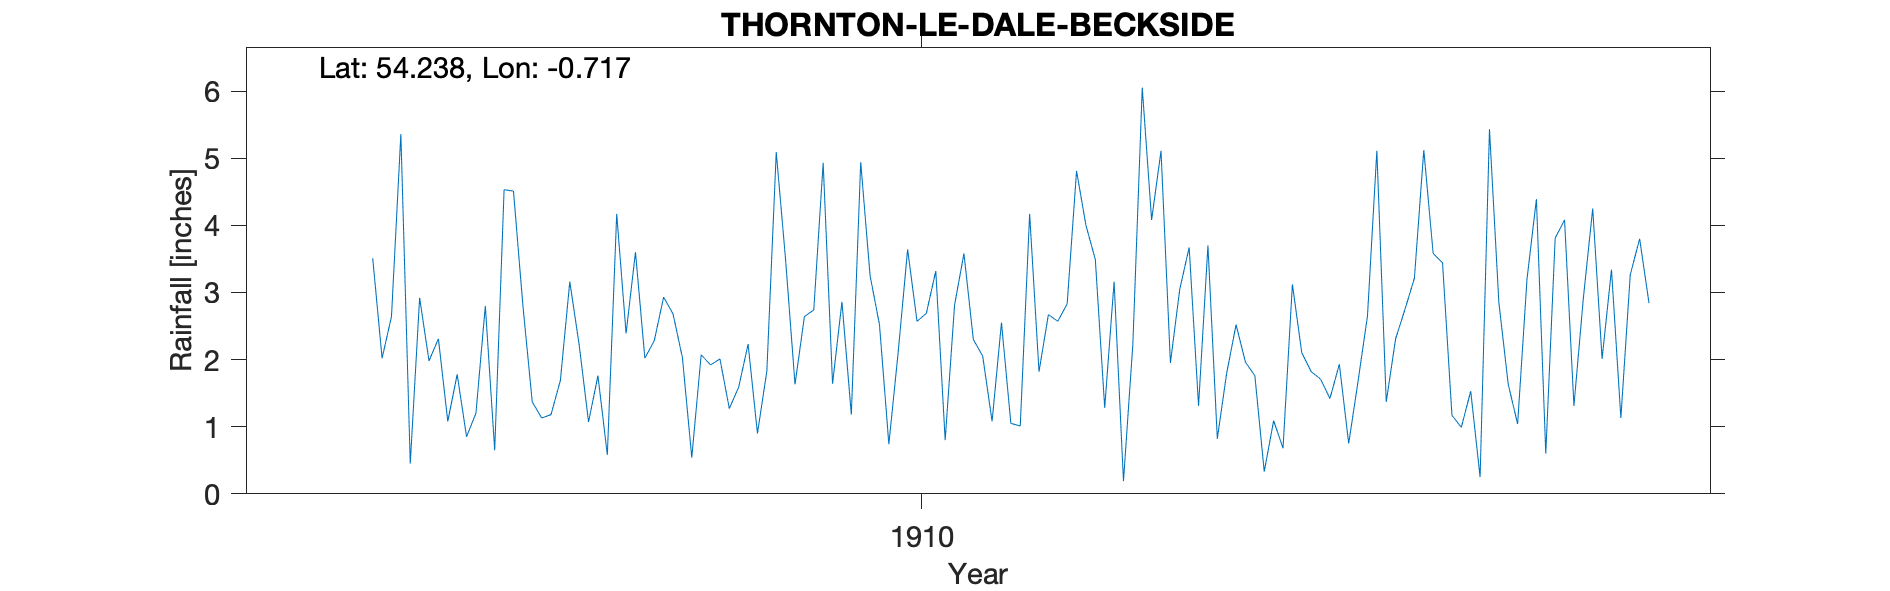 THORNTON-LE-DALE-BECKSIDE
Lat: 54.238, Lon: -0.717
6
5
4
3
2
1
0
Rainfall [inches]
1910
Year